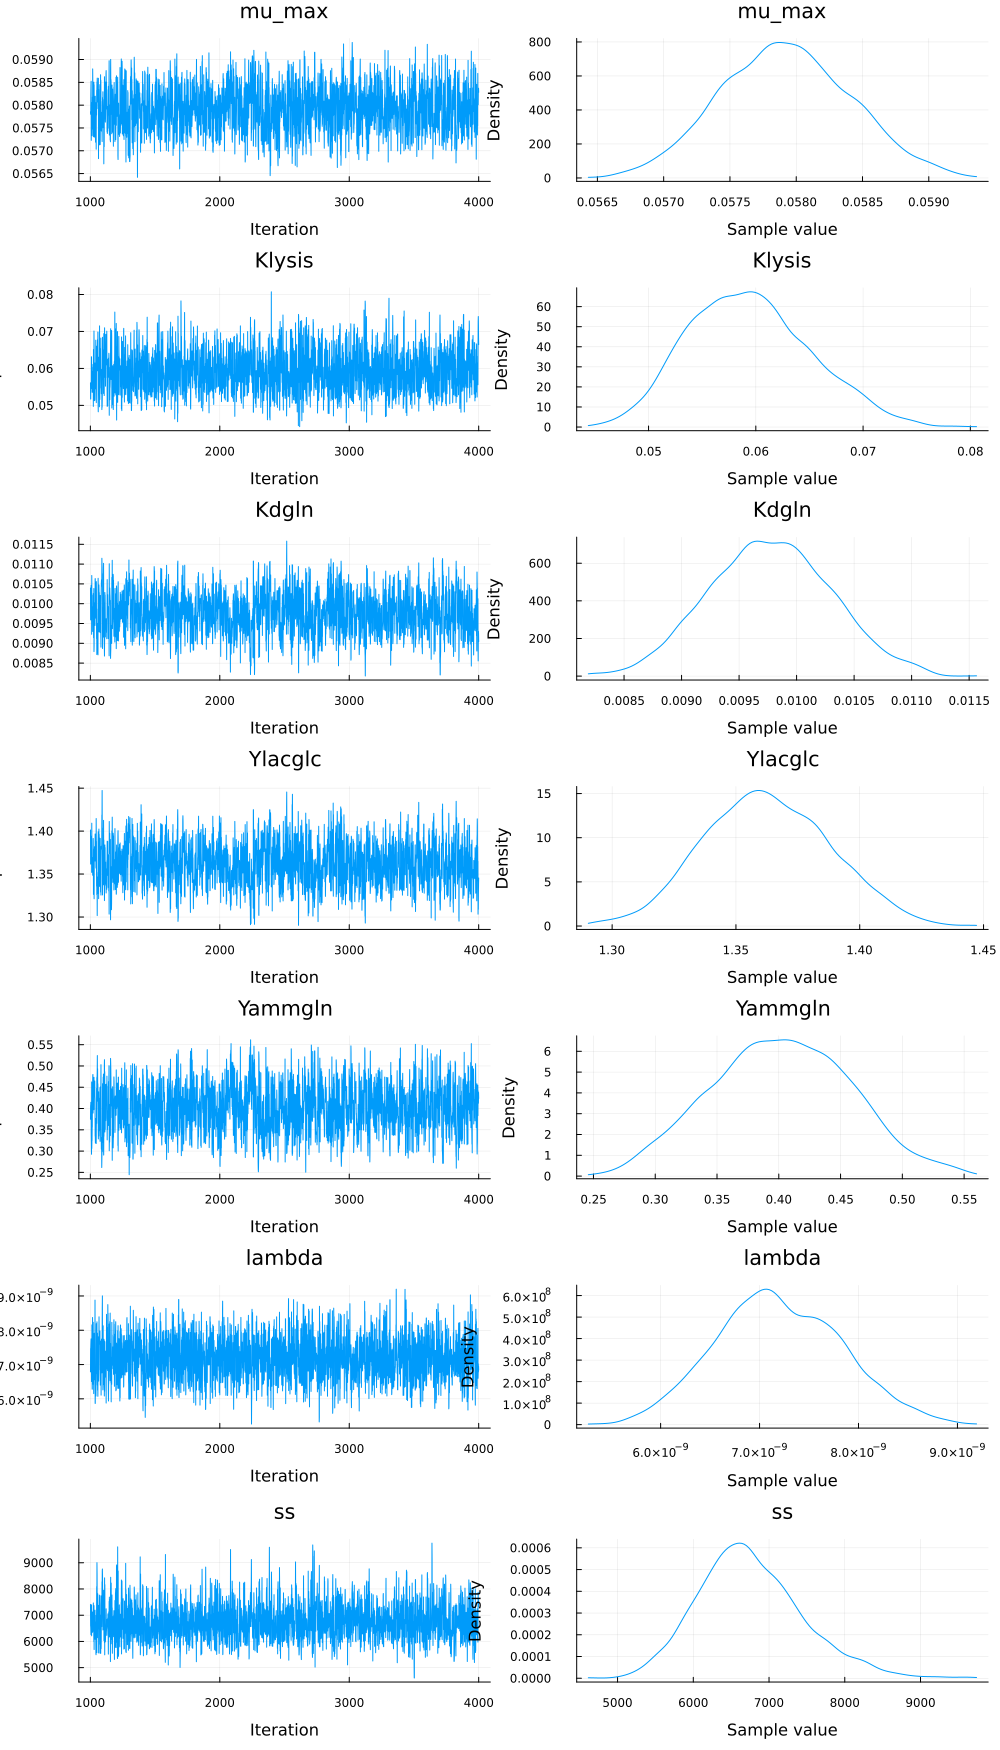 mu_max mu_max
0.0590
0.0585
0.0580
0.0575
0.0570
0.0565
1000 2000 3000 4000
Iteration
Density
800
600
400
200
0
0.0565 0.0570 0.0575 0.0580 0.0585 0.0590
Sample value
Klysis Klysis
0.08
0.07
0.06
0.05
1000 2000 3000 4000
Iteration
Density
60
50
40
30
20
10
0
0.05 0.06 0.07 0.08
Sample value
Kdgln Kdgln
0.0115
0.0110
0.0105
0.0100
0.0095
0.0090
0.0085
1000 2000 3000 4000
Iteration
Density
600
400
200
0
0.0085 0.0090 0.0095 0.0100 0.0105 0.0110 0.0115
Sample value
Ylacglc Ylacglc
1.45
1.40
1.35
1.30
1000 2000 3000 4000
Iteration
Density
15
10
5
0
1.30 1.35 1.40 1.45
Sample value
Yammgln Yammgln
0.55
0.50
0.45
0.40
0.35
0.30
0.25
1000 2000 3000 4000
Iteration
Density
6
5
4
3
2
1
0
0.25 0.30 0.35 0.40 0.45 0.50 0.55
Sample value
lambda lambda
9.0×10⁻⁹
8.0×10⁻⁹
7.0×10⁻⁹
6.0×10⁻⁹
1000 2000 3000 4000
Iteration
Density
6.0×10⁸
5.0×10⁸
4.0×10⁸
3.0×10⁸
2.0×10⁸
1.0×10⁸
0
6.0×10⁻⁹ 7.0×10⁻⁹ 8.0×10⁻⁹ 9.0×10⁻⁹
Sample value
ss ss
9000
8000
7000
6000
5000
1000 2000 3000 4000
Iteration
Density
0.0006
0.0005
0.0004
0.0003
0.0002
0.0001
0.0000
5000 6000 7000 8000 9000
Sample value